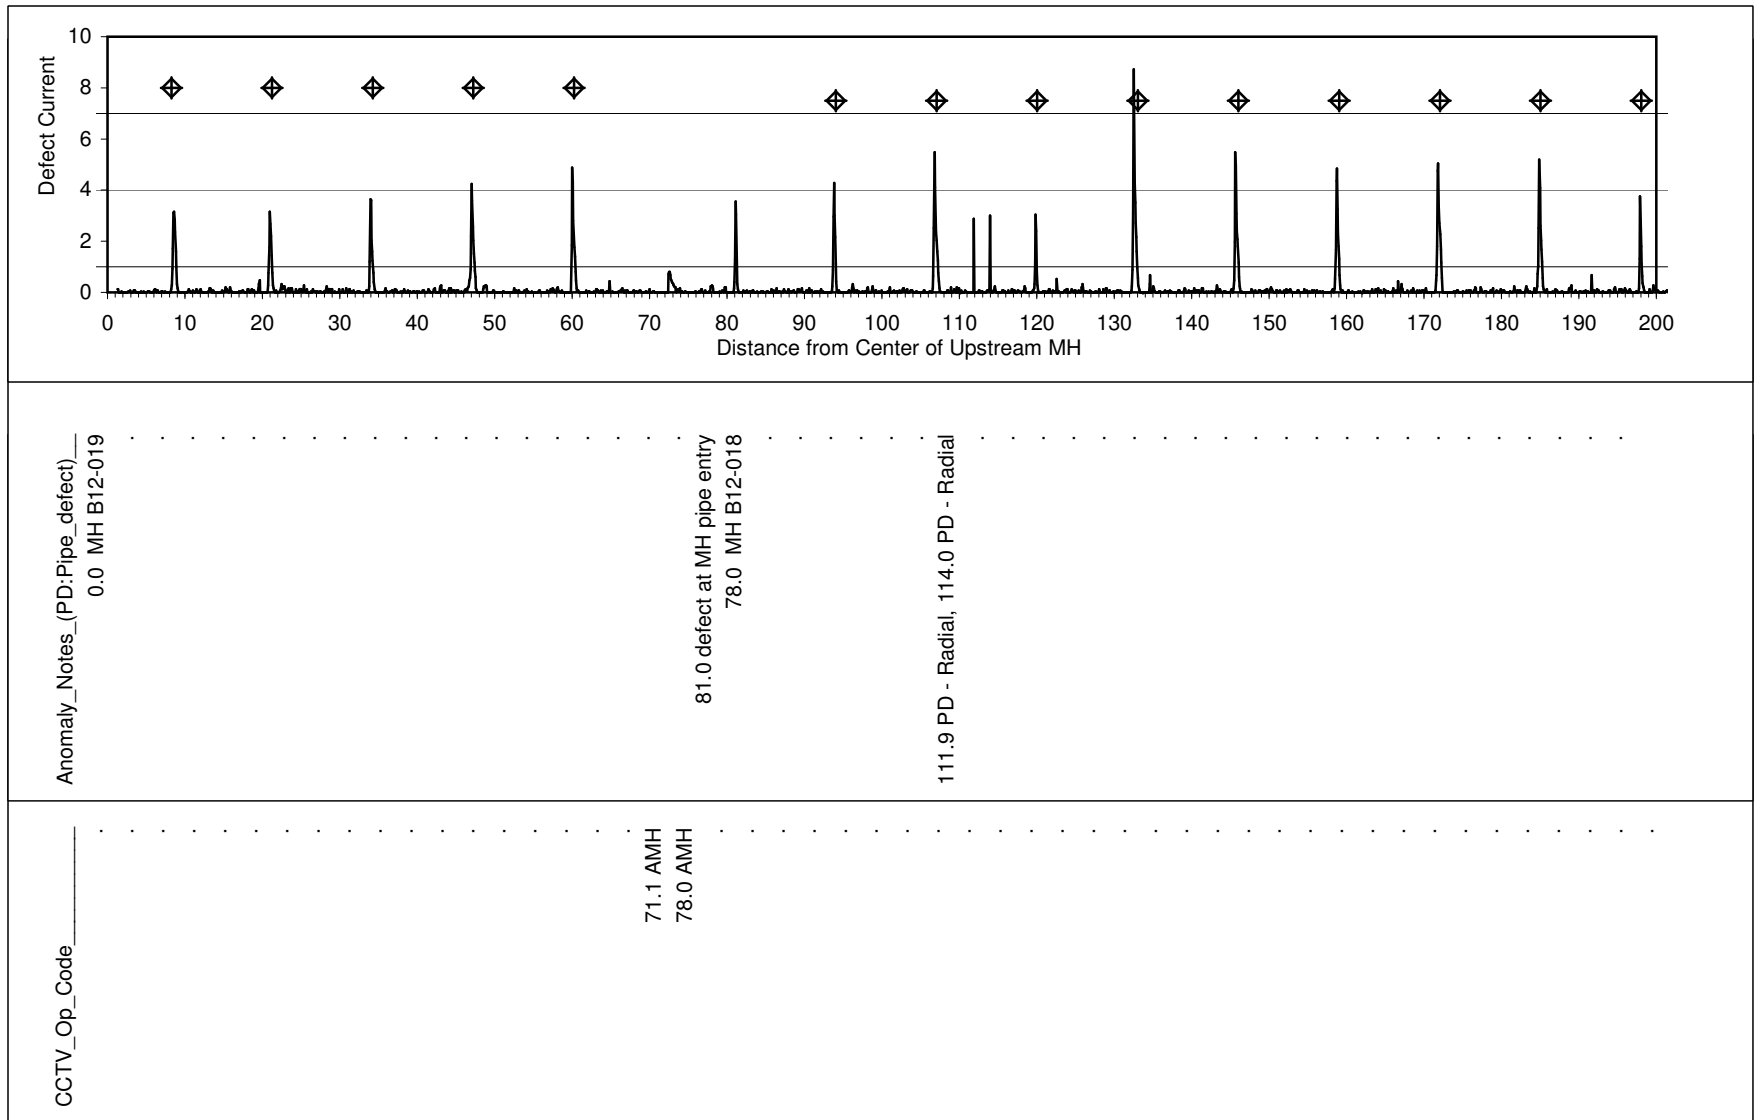 10
8
6
4
2
0
Defect Current
0 10 20 30 40 50 60 70 80 90 100 110 120 130 140 150 160 170 180 190 200
Distance from Center of Upstream MH
Anomaly_Notes_(PD:Pipe_defect)__
0.0 MH B12-019
81.0 defect at MH pipe entry
78.0 MH B12-018
111.9 PD - Radial, 114.0 PD - Radial
CCTV_Op_Code__________
71.1 AMH
78.0 AMH